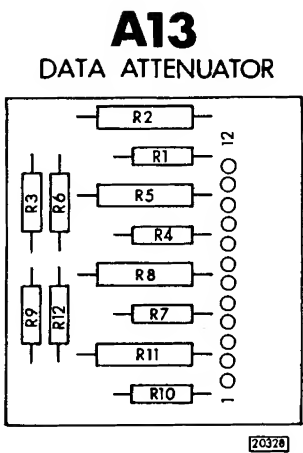 A13
DATA ATTENUATOR
R2
12
R1
R3
R6
R5
R4
R8
R9
R12
R7
R11
R10
1
20328